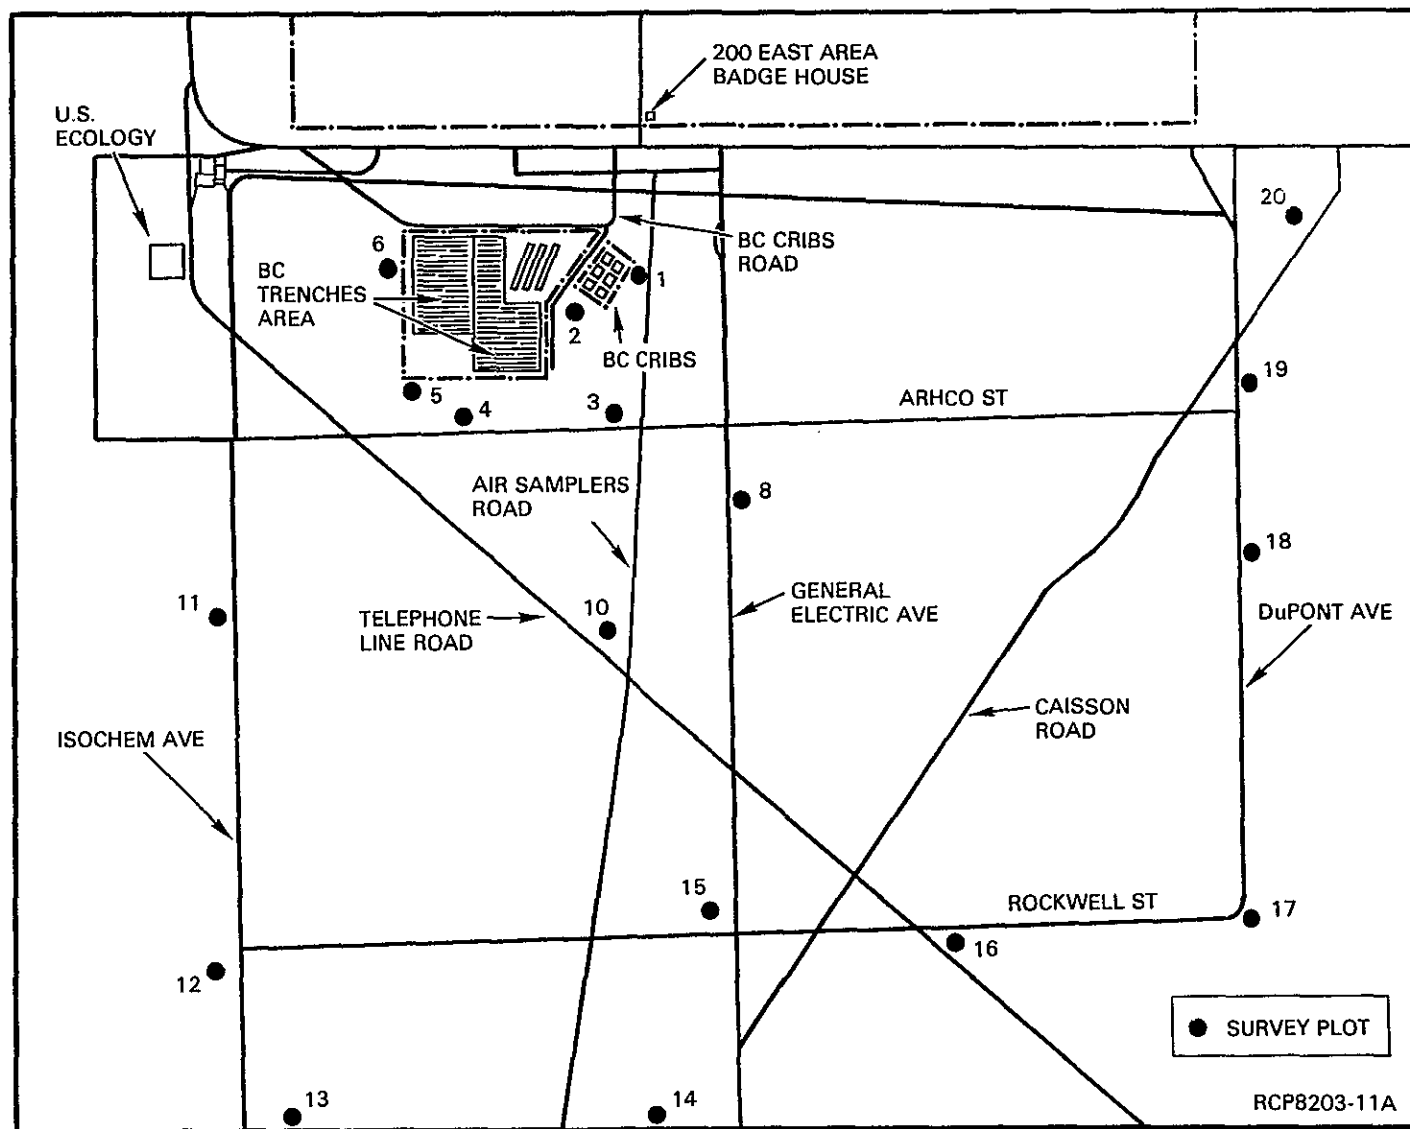 200 EAST AREA
BADGE HOUSE
U.S.
ECOLOGY
20
6
BC CRIBS
ROAD
BC
TRENCHES
AREA
1
2
BC CRIBS
19
5
4
3
ARHCO ST
AIR SAMPLERS
ROAD
8
18
11
TELEPHONE
LINE ROAD
10
GENERAL
ELECTRIC AVE
DuPONT AVE
ISOCHEM AVE
CAISSON
ROAD
15
ROCKWELL ST
17
16
12
SURVEY PLOT
13
14
RCP8203-11A